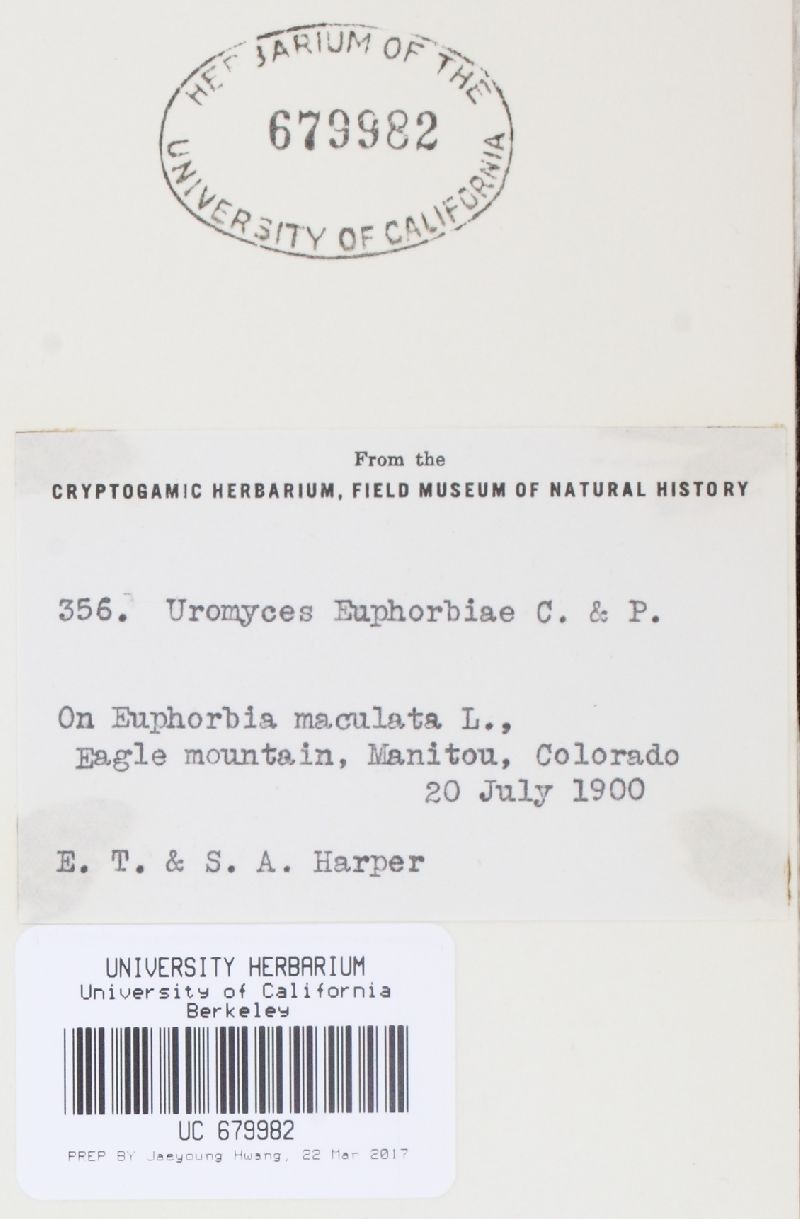 HERBARIUM OF THE
679982
UNIVERSITY OF CALIFORNIA
From the
CRYPTOGAMIC HERBARIUM, FIELD MUSEUM OF NATURAL HISTORY
356. Uromyces Euphorbiae C. & P.
On Euphorbia maculata L.,
Eagle mountain, Manitou, Colorado
20 July 1900
E. T. & S. A. Harper
UNIVERSITY HERBARIUM
University of California
Berkeley
UC 679982
PREP BY Jaeyoung Hwang, 22 Mar 2017